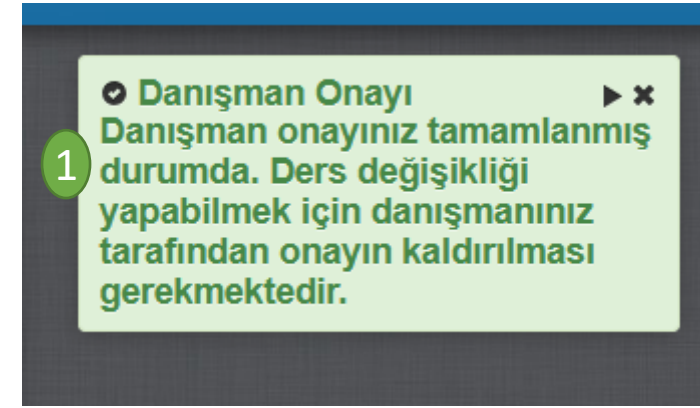 Danışman Onayı
Danışman onayınız tamamlanmış
1
durumda. Ders değişikliği
yapabilmek için danışmanınız
tarafından onayın kaldırılması
gerekmektedir.